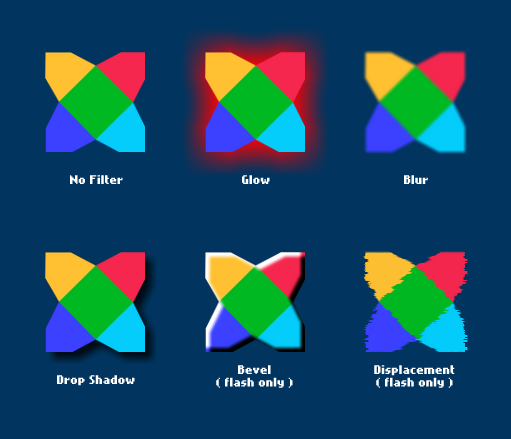 No Filter
Glow
Blur
Drop Shadow
Bevel
( flash only )
Displacement
( flash only )